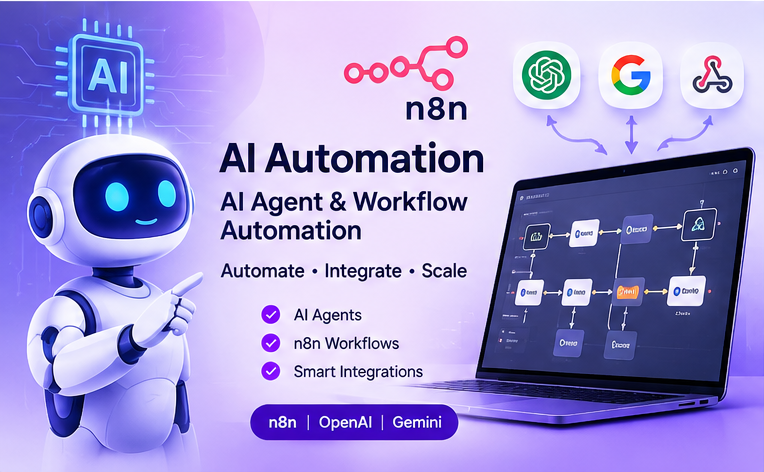 AI
n8n
AI Automation
AI Agent & Workflow
Automation
Automate • Integrate • Scale
AI Agents
n8n Workflows
Smart Integrations
n8n | OpenAI | Gemini